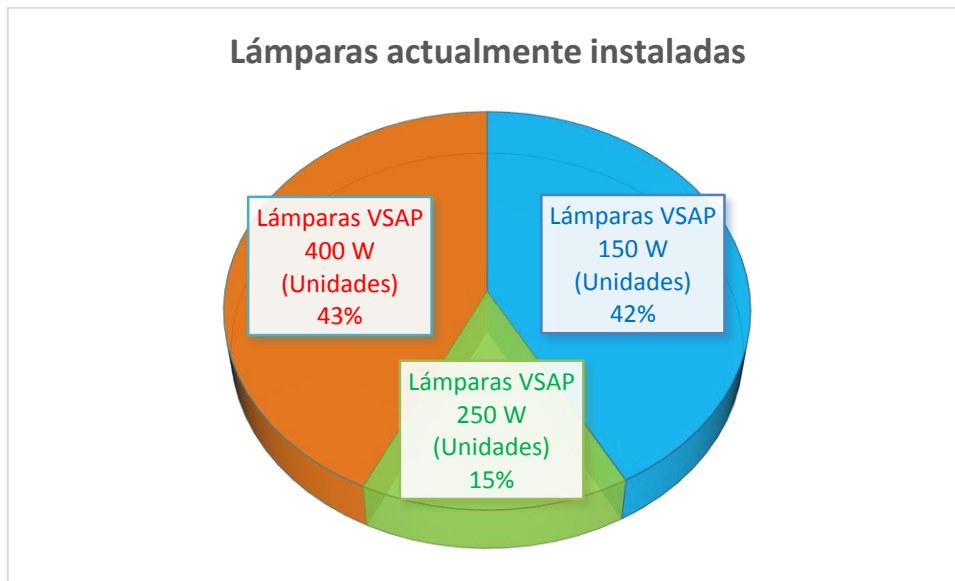 Lámparas actualmente instaladas
Lámparas VSAP
400 W
(Unidades)
43%
Lámparas VSAP
150 W
(Unidades)
42%
Lámparas VSAP
250 W
(Unidades)
15%